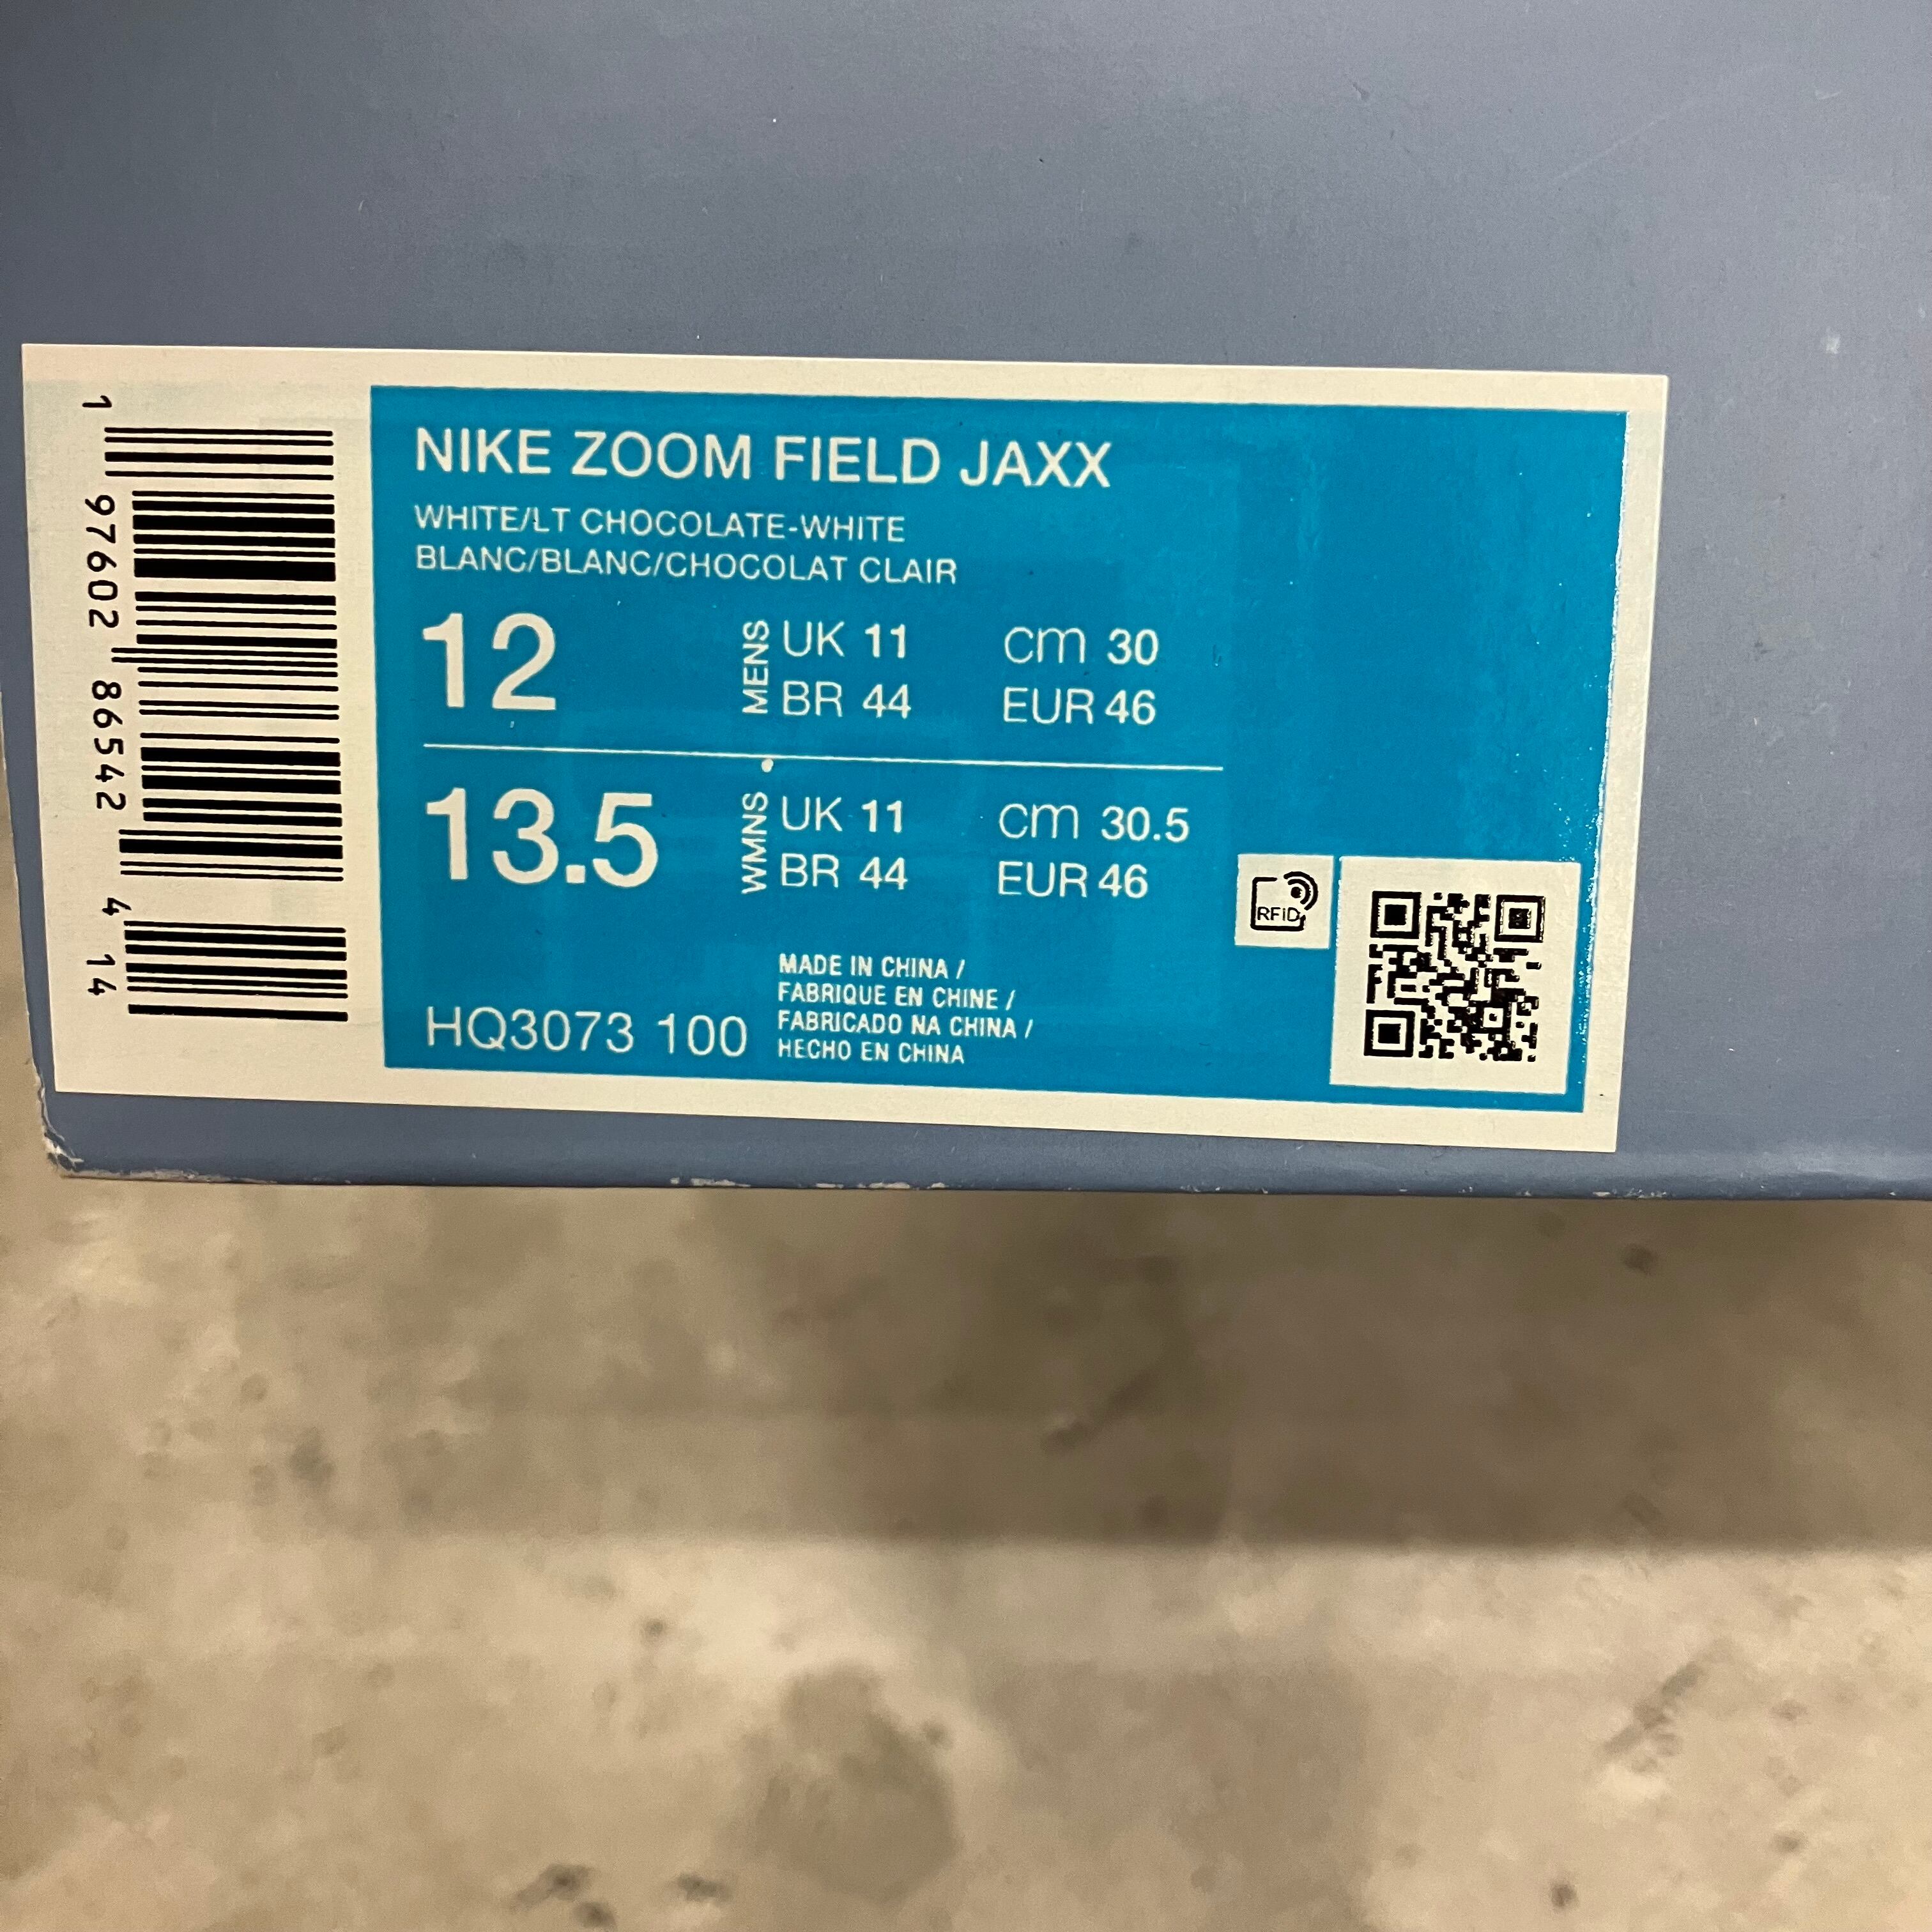 1 97602 86542 4 14
NIKE ZOOM FIELD JAXX
WHITE/LT CHOCOLATE-WHITE
BLANC/BLANC/CHOCOLAT CLAIR
12 MENS UK 11 cm 30
BR 44 EUR 46
13.5 WMNS UK 11 cm 30.5
BR 44 EUR 46
RFiD
HQ3073 100
MADE IN CHINA /
FABRIQUE EN CHINE /
FABRICADO NA CHINA /
HECHO EN CHINA